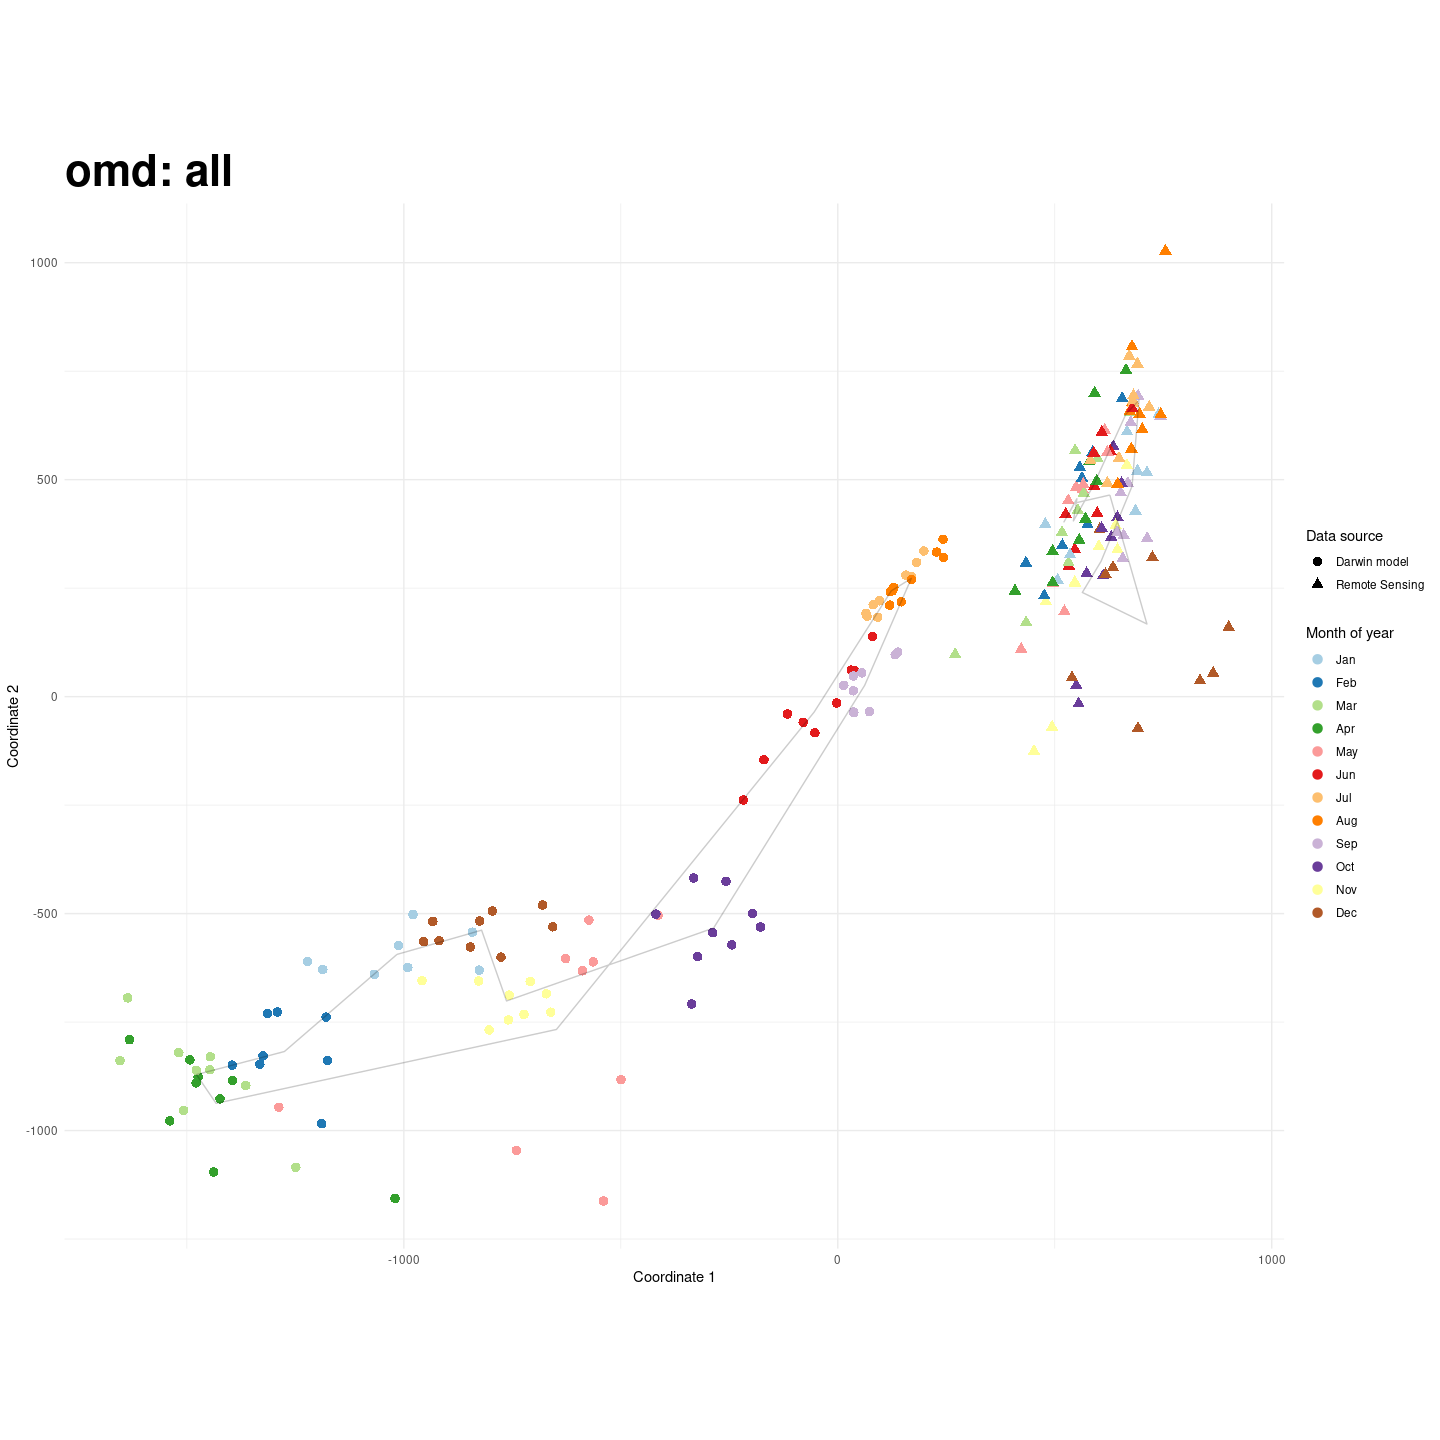 omd: all
1000
500
0
-500
-1000
Coordinate 2
-1000
0
1000
Coordinate 1
Data source
Darwin model
Remote Sensing
Month of year
Jan
Feb
Mar
Apr
May
Jun
Jul
Aug
Sep
Oct
Nov
Dec